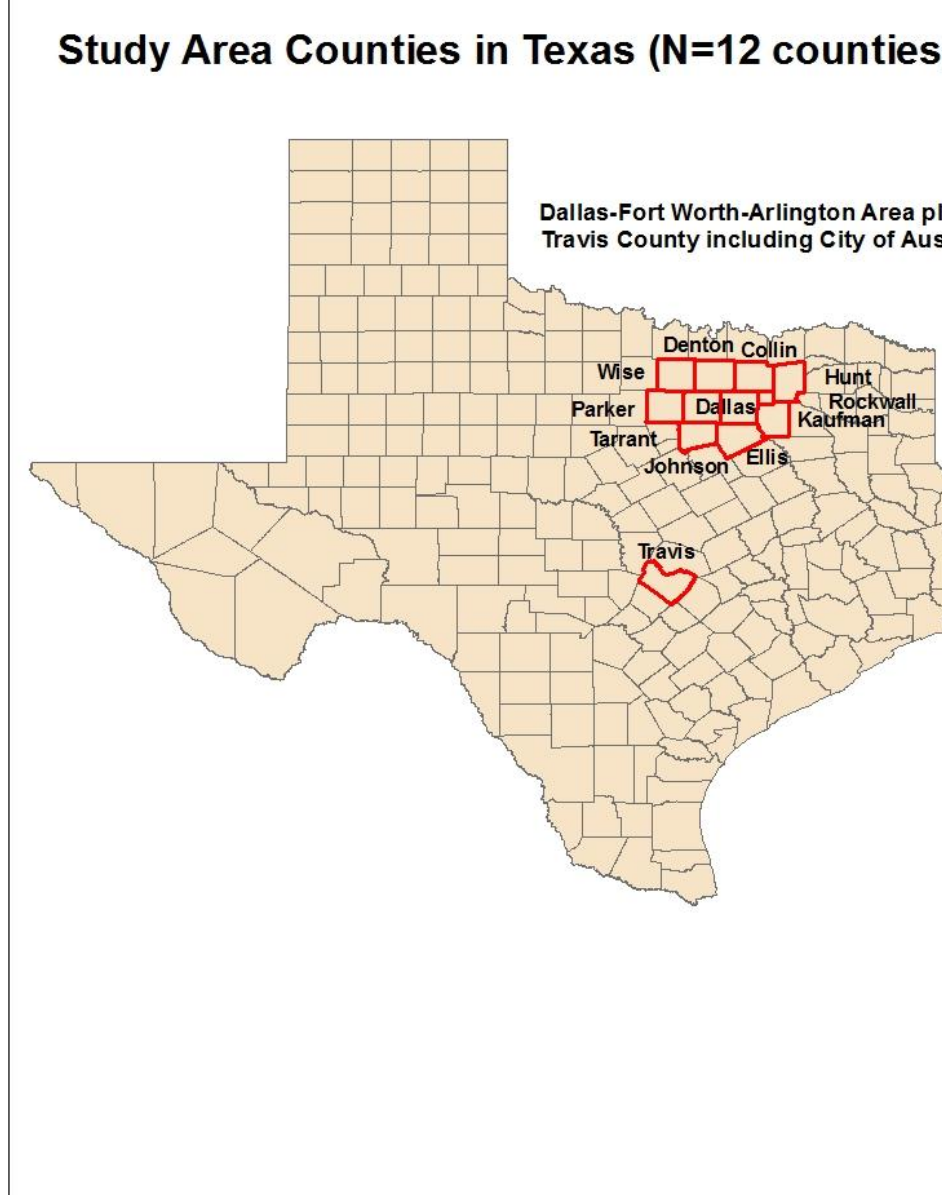 Study Area Counties in Texas (N=12 counties
Dallas-Fort Worth-Arlington Area pl
Travis County including City of Aus
Denton
Collin
Wise
Hunt
Rockwall
Parker
Dallas
Kaufman
Tarrant
Johnson
Ellis
Travis